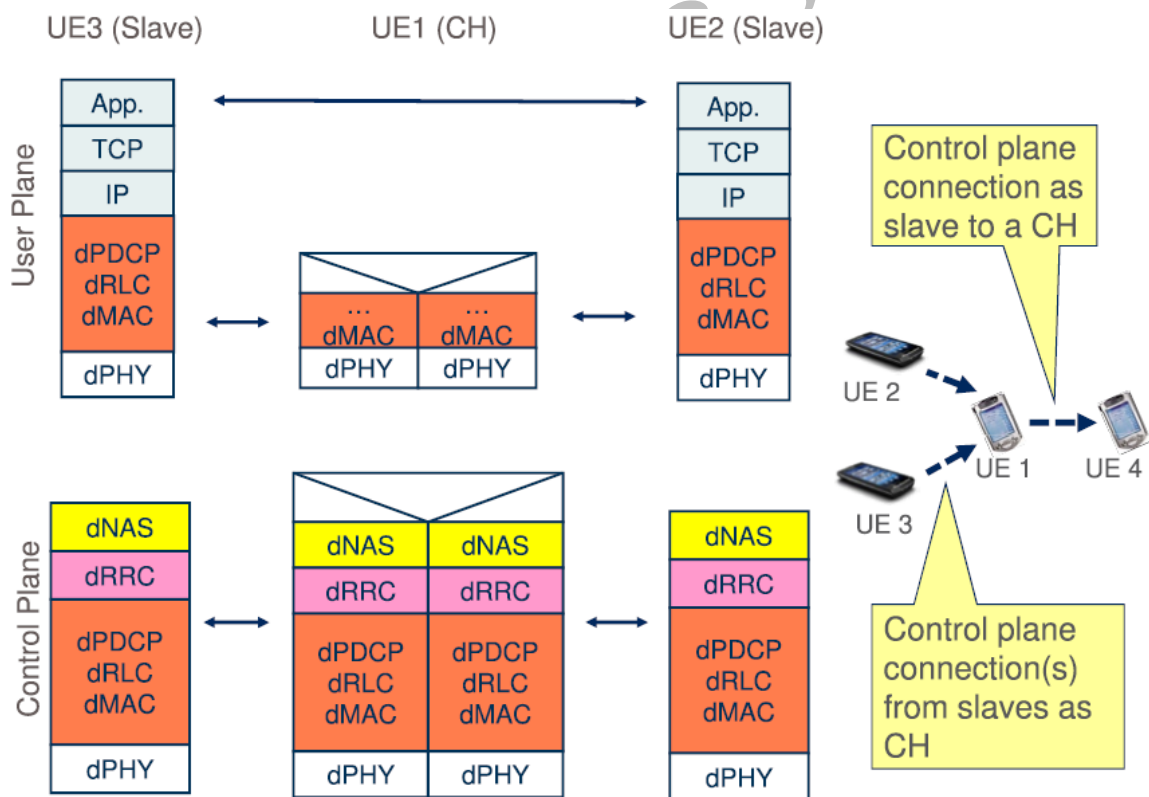 UE3 (Slave)
UE1 (CH)
UE2 (Slave)
User Plane
App.
TCP
IP
dPDCP
dRLC
dMAC
dPHY
...
dMAC
...
dMAC
dPHY
dPHY
App.
TCP
IP
dPDCP
dRLC
dMAC
dPHY
Control plane
connection as
slave to a CH
UE 2
UE 3
UE 1
UE 4
Control Plane
dNAS
dRRC
dPDCP
dRLC
dMAC
dPHY
dNAS
dNAS
dRRC
dRRC
dPDCP
dRLC
dMAC
dPDCP
dRLC
dMAC
dPHY
dPHY
dNAS
dRRC
dPDCP
dRLC
dMAC
dPHY
Control plane
connection(s)
from slaves as
CH